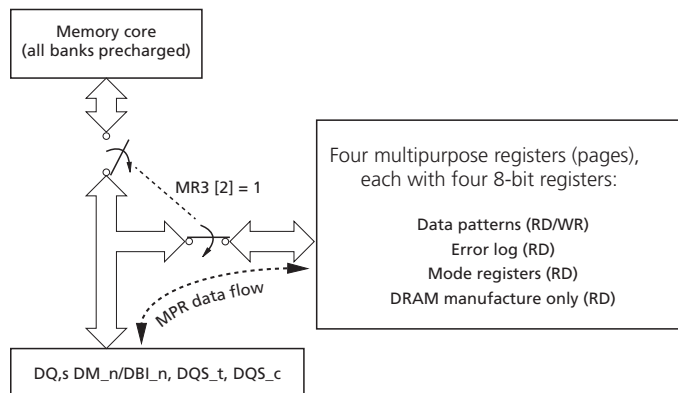 Memory core
(all banks precharged)
MR3 [2] = 1
Four multipurpose registers (pages),
each with four 8-bit registers:
Data patterns (RD/WR)
Error log (RD)
Mode registers (RD)
DRAM manufacture only (RD)
MPR data flow
DQ,s DM_n/DBI_n, DQS_t, DQS_c